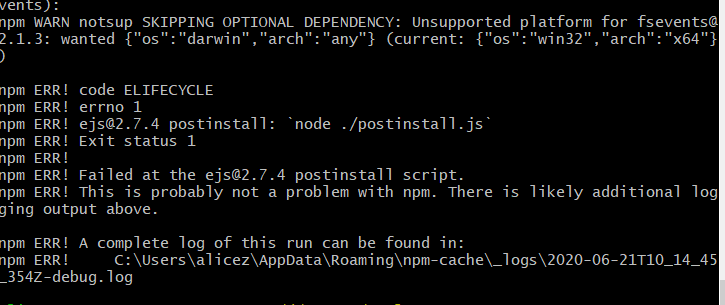 vents):
npm WARN notsup SKIPPING OPTIONAL DEPENDENCY: Unsupported platform for fsevents@
2.1.3: wanted {"os":"darwin","arch":"any"} (current: {"os":"win32","arch":"x64"}
)
npm ERR! code ELIFECYCLE
npm ERR! errno 1
npm ERR! ejs@2.7.4 postinstall: `node ./postinstall.js`
npm ERR! Exit status 1
npm ERR!
npm ERR! Failed at the ejs@2.7.4 postinstall script.
npm ERR! This is probably not a problem with npm. There is likely additional log
ging output above.
npm ERR! A complete log of this run can be found in:
npm ERR!     C:\Users\alicez\AppData\Roaming\npm-cache\_logs\2020-06-21T10_14_45
_354Z-debug.log